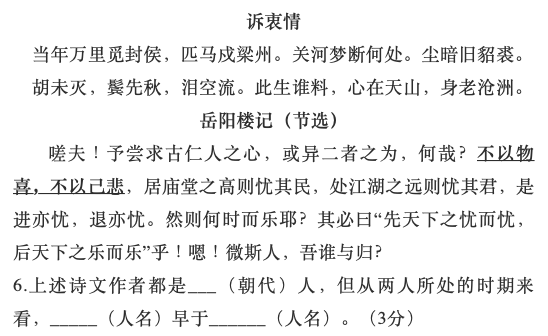 诉衷情
当年万里觅封侯，匹马戍梁州。关河梦断何处。尘暗旧貂裘。
胡未灭，鬓先秋，泪空流。此生谁料，心在天山，身老沧洲。
岳阳楼记（节选）
嗟夫！予尝求古仁人之心，或异二者之为，何哉？不以物
喜，不以己悲，居庙堂之高则忧其民，处江湖之远则忧其君，是
进亦忧，退亦忧。然则何时而乐耶？其必曰“先天下之忧而忧，
后天下之乐而乐”乎！嗯！微斯人，吾谁与归？
6.上述诗文作者都是___（朝代）人，但从两人所处的时期来
看，_____（人名）早于______（人名）。（3分）